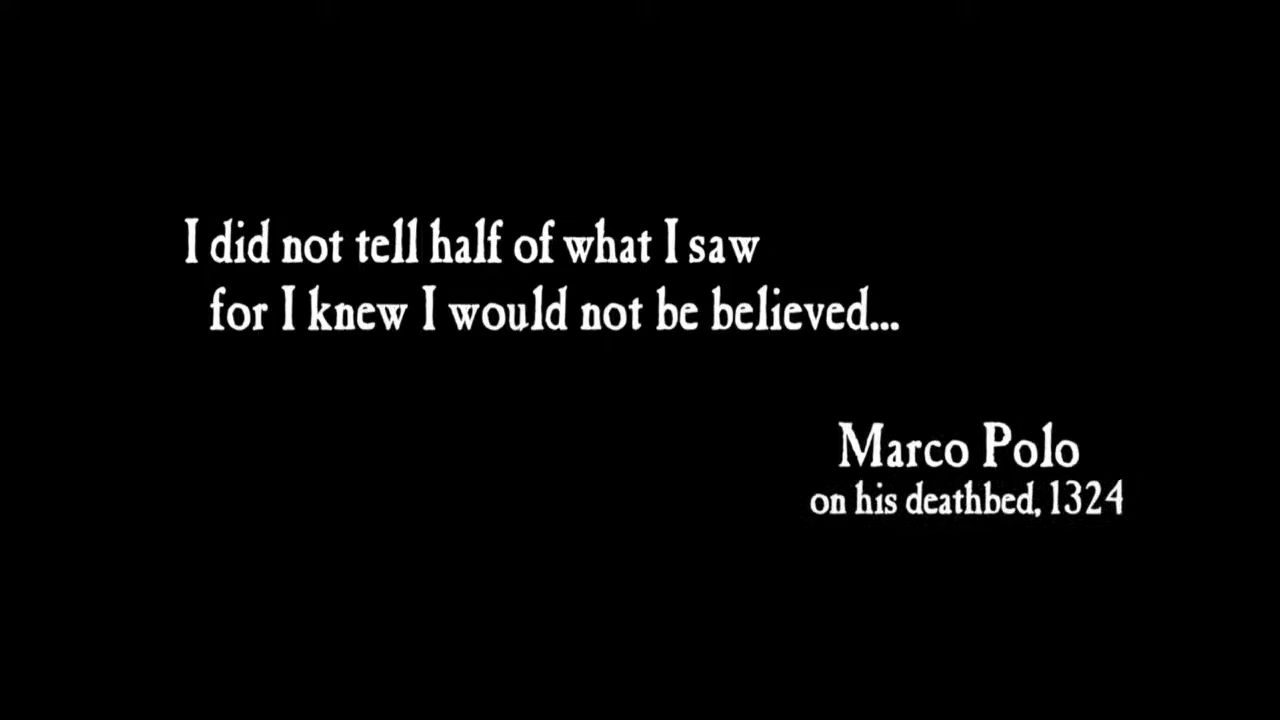 I did not tell half of what I saw
for I knew I would not be believed...
Marco Polo
on his deathbed, 1324